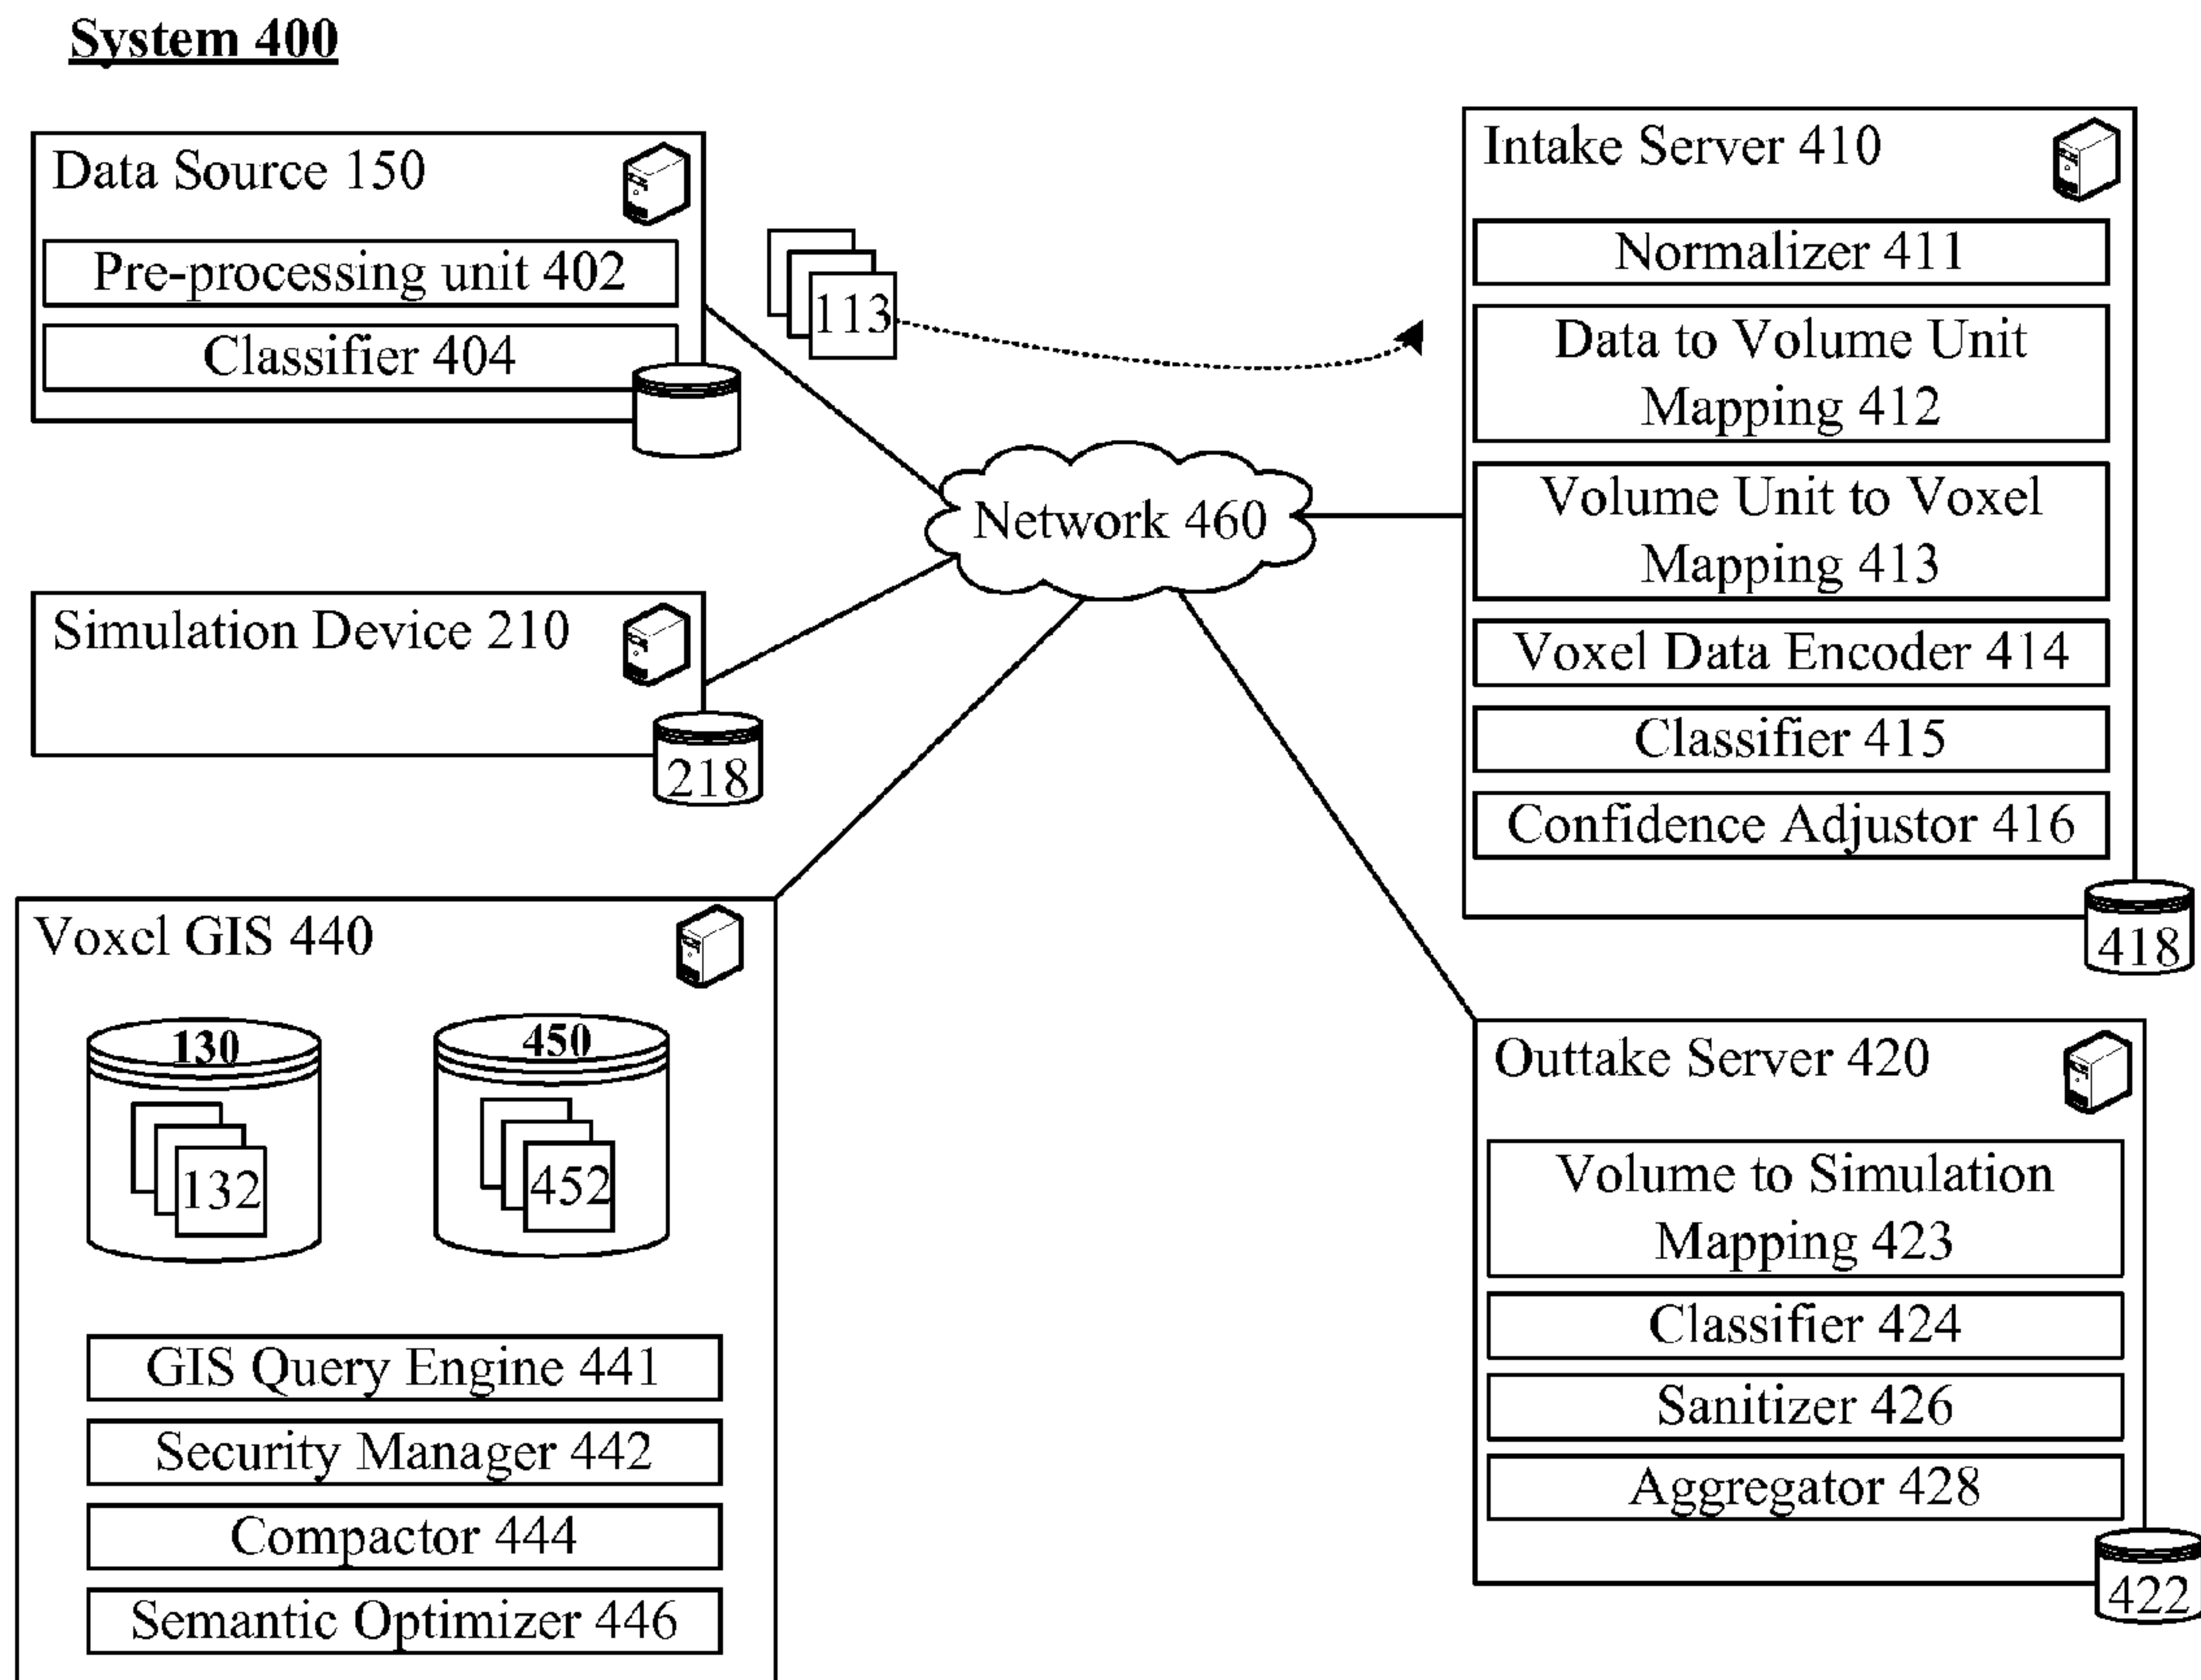 System 400
Data Source 150
Pre-processing unit 402
Classifier 404
113
Intake Server 410
Normalizer 411
Data to Volume Unit
Mapping 412
Volume Unit to Voxel
Mapping 413
Voxel Data Encoder 414
Classifier 415
Confidence Adjustor 416
418
Network 460
Simulation Device 210
218
Voxel GIS 440
130
132
450
452
GIS Query Engine 441
Security Manager 442
Compactor 444
Semantic Optimizer 446
Outtake Server 420
Volume to Simulation
Mapping 423
Classifier 424
Sanitizer 426
Aggregator 428
422